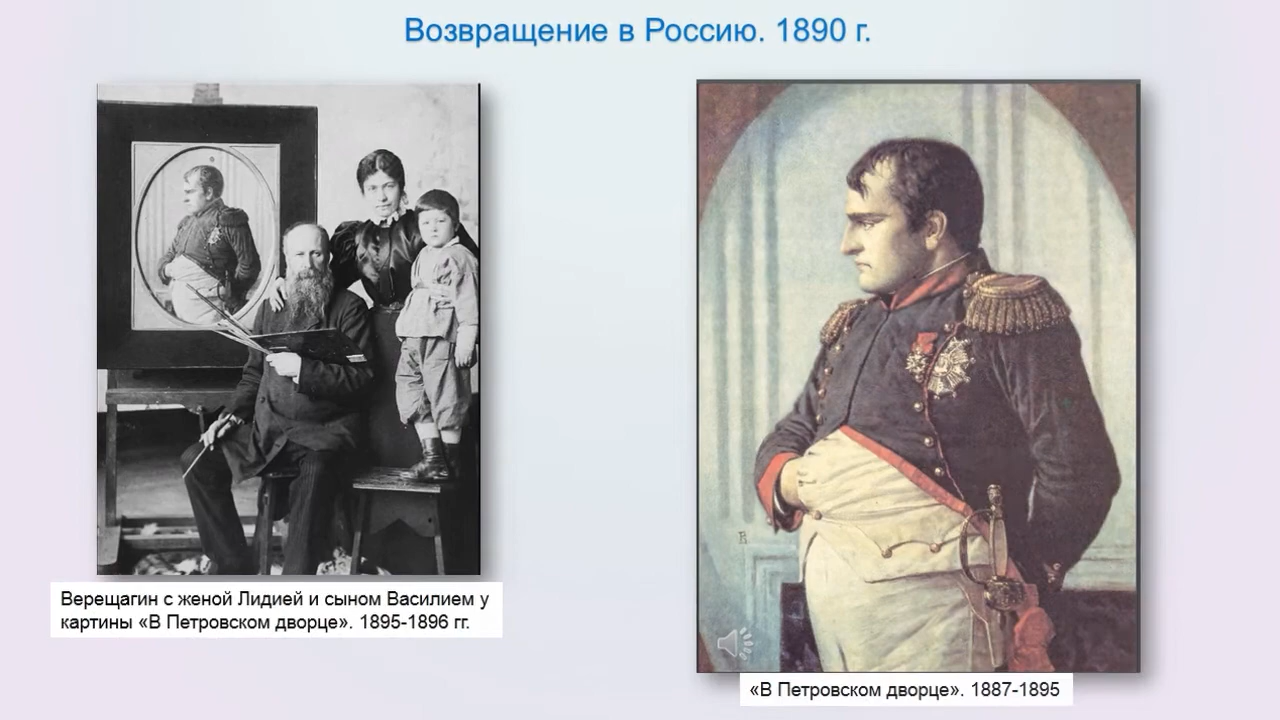 Возвращение в Россию. 1890 г.
Верещагин с женой Лидией и сыном Василием у
картины «В Петровском дворце». 1895-1896 гг.
«В Петровском дворце». 1887-1895